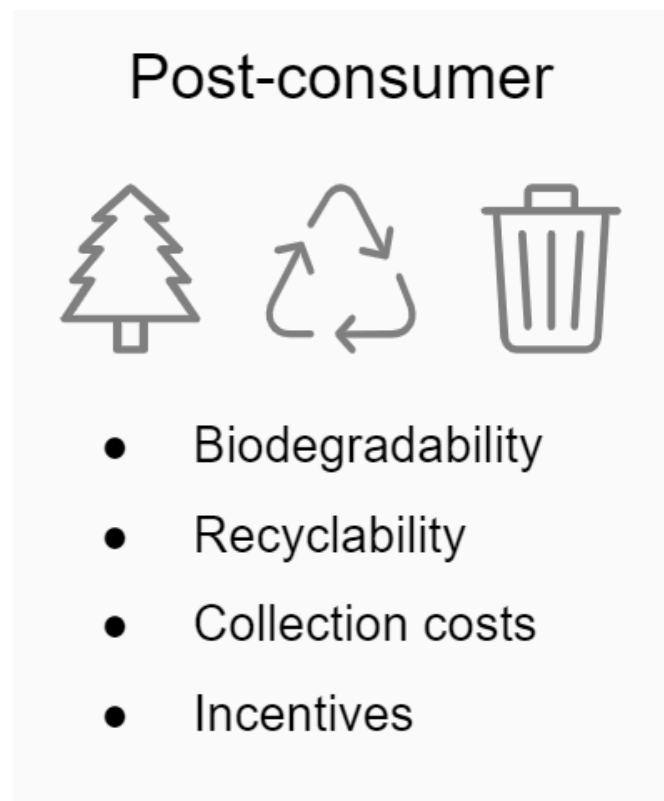 Post-consumer
● Biodegradability
● Recyclability
● Collection costs
● Incentives